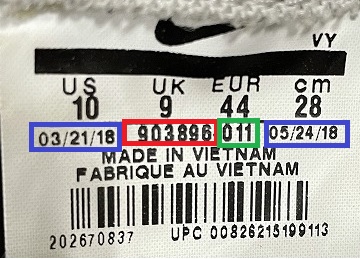 VY
US UK EUR cm
10 9 44 28
03/21/18 903896 011 05/24/18
MADE IN VIETNAM
FABRIQUE AU VIETNAM
202670837 UPC 00826215199113